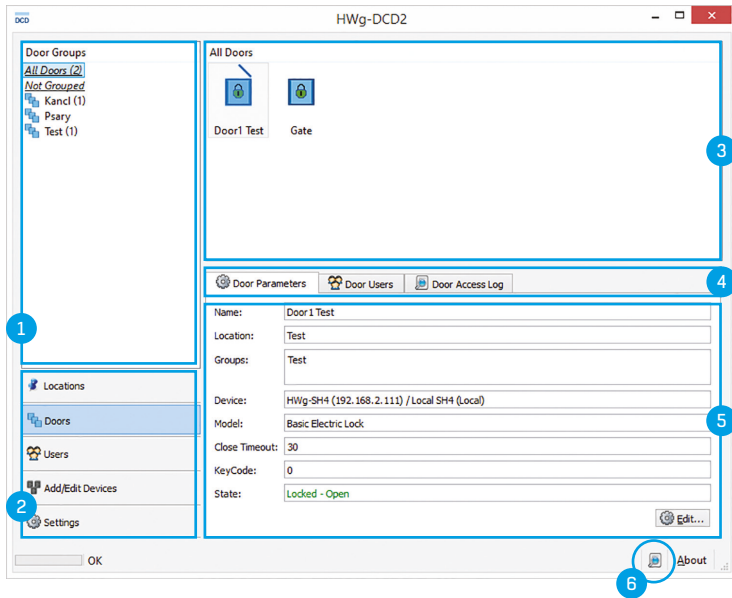 DCD HWg-DCD2
Door Groups
All Doors (2)
Not Grouped
Kancl (1)
Psary
Test (1)
1
Locations
Doors
Users
Add/Edit Devices
2
Settings
All Doors
Door1 Test Gate
3
Door Parameters Door Users Door Access Log
4
Name: Door1 Test
Location: Test
Groups: Test
Device: HWg-SH4 (192.168.2.111) / Local SH4 (Local)
Model: Basic Electric Lock
5
Close Timeout: 30
KeyCode: 0
State: Locked - Open
Edit...
OK
About
6